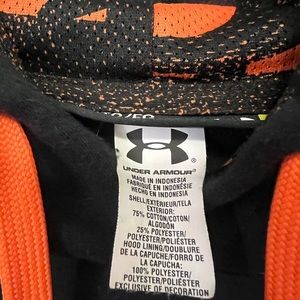 UNDER ARMOUR
MADE IN INDONESIA
FABRIQUÉ EN INDONÉSIE
HECHO EN INDONESIA
SHELL/EXTÉRIEUR/TELA
EXTERIOR:
75% COTTON/COTON/
ALGODÓN
25% POLYESTER/
POLYESTER/POLIÉSTER
HOOD LINING/DOUBLURE
DE LA CAPUCHE/FORRO DE
LA CAPUCHA:
100% POLYESTER/
POLYESTER/POLIÉSTER
EXCLUSIVE OF DECORATION